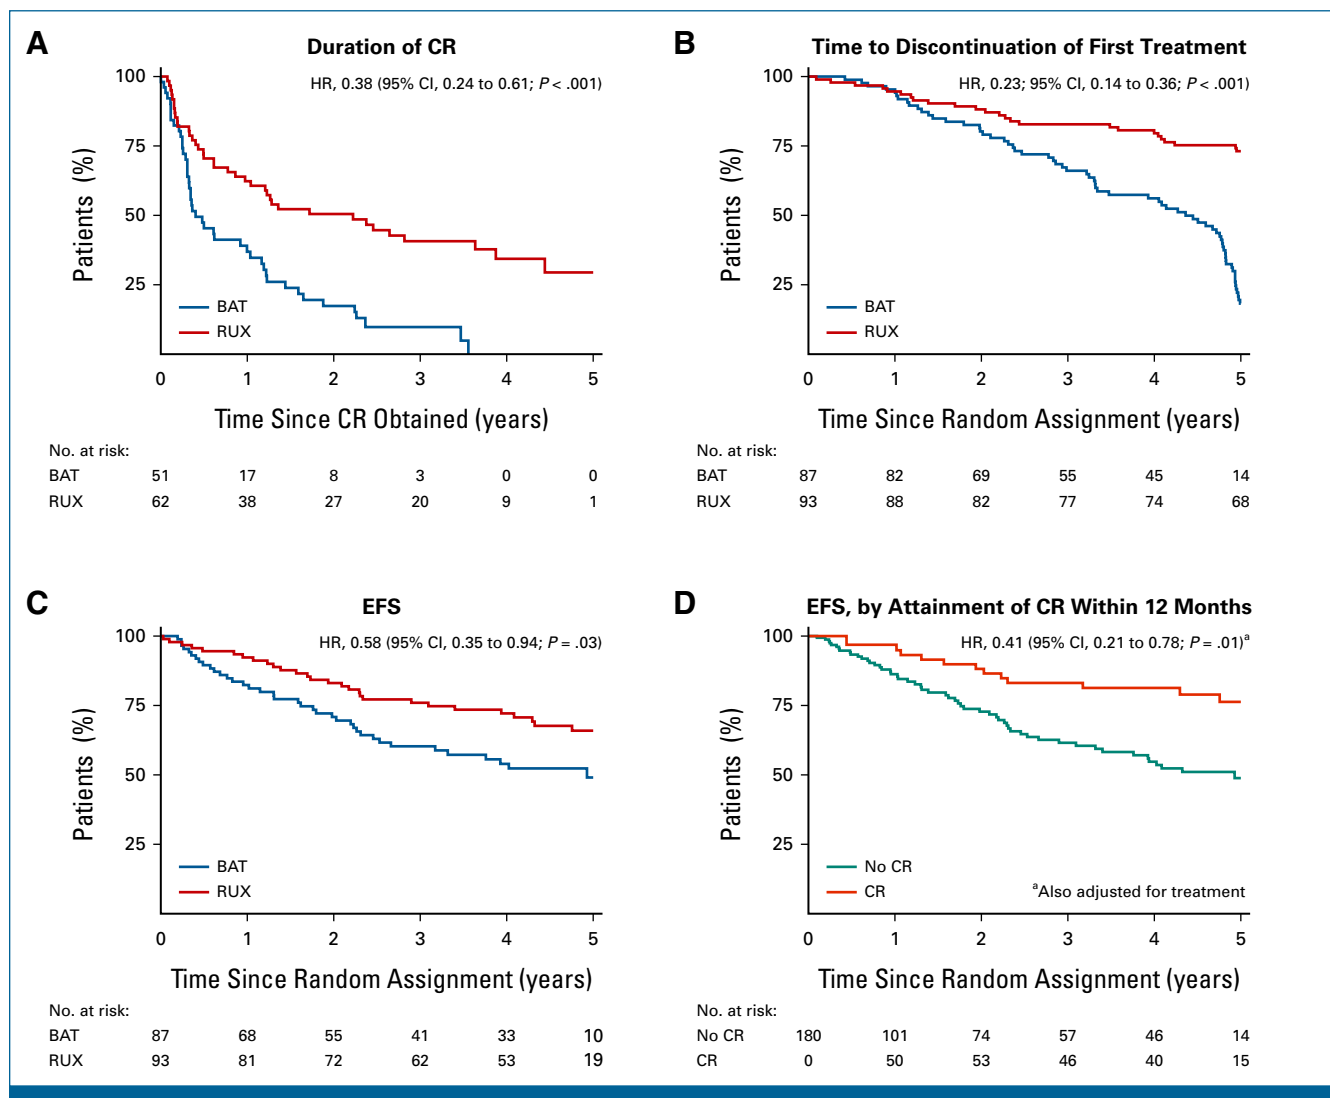 A
Duration of CR
HR, 0.38 (95% CI, 0.24 to 0.61; P < .001)
100
75
50
25
Patients (%)
BAT
RUX
0 1 2 3 4 5
Time Since CR Obtained (years)
No. at risk:
BAT 51 17 8 3 0 0
RUX 62 38 27 20 9 1
B
Time to Discontinuation of First Treatment
HR, 0.23; 95% CI, 0.14 to 0.36; P < .001)
100
75
50
25
Patients (%)
BAT
RUX
0 1 2 3 4 5
Time Since Random Assignment (years)
No. at risk:
BAT 87 82 69 55 45 14
RUX 93 88 82 77 74 68
C
EFS
HR, 0.58 (95% CI, 0.35 to 0.94; P = .03)
100
75
50
25
Patients (%)
BAT
RUX
0 1 2 3 4 5
Time Since Random Assignment (years)
No. at risk:
BAT 87 68 55 41 33 10
RUX 93 81 72 62 53 19
D
EFS, by Attainment of CR Within 12 Months
HR, 0.41 (95% CI, 0.21 to 0.78; P = .01)ᵃ
100
75
50
25
Patients (%)
No CR
CR
ᵃAlso adjusted for treatment
0 1 2 3 4 5
Time Since Random Assignment (years)
No. at risk:
No CR 180 101 74 57 46 14
CR 0 50 53 46 40 15